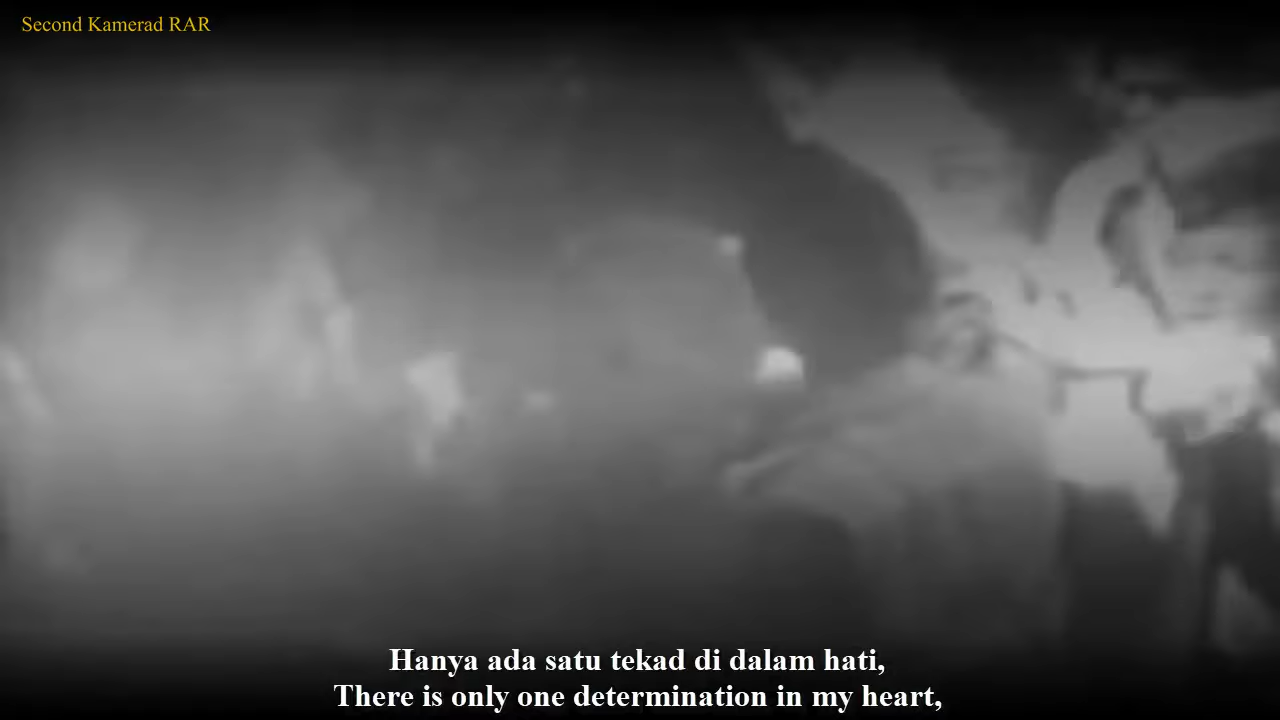 Second Kamerad RAR
Hanya ada satu tekad di dalam hati,
There is only one determination in my heart,